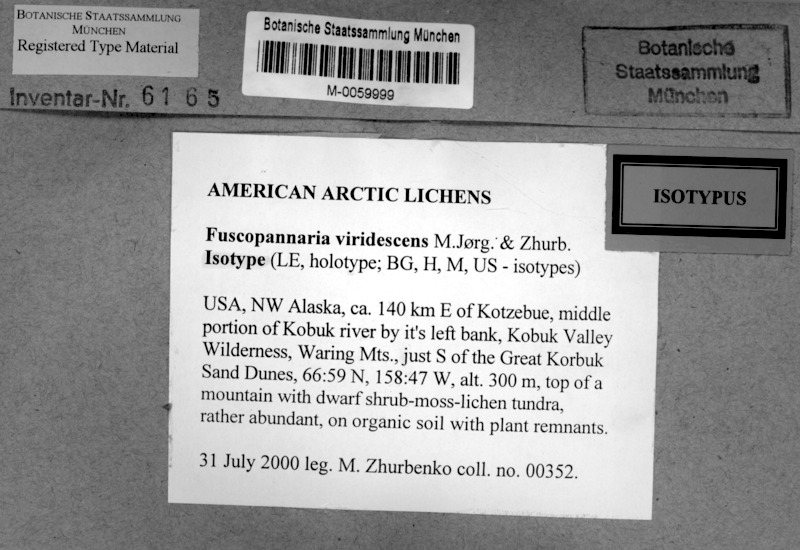 BOTANISCHE STAATSSAMMLUNG
MÜNCHEN
Registered Type Material
Inventar-Nr. 6165
Botanische Staatssammlung München
M-0059999
Botanische
Staatssammlung
München
ISOTYPUS
AMERICAN ARCTIC LICHENS
Fuscopannaria viridescens M.Jørg. & Zhurb.
Isotype (LE, holotype; BG, H, M, US - isotypes)
USA, NW Alaska, ca. 140 km E of Kotzebue, middle
portion of Kobuk river by it's left bank, Kobuk Valley
Wilderness, Waring Mts., just S of the Great Korbuk
Sand Dunes, 66:59 N, 158:47 W, alt. 300 m, top of a
mountain with dwarf shrub-moss-lichen tundra,
rather abundant, on organic soil with plant remnants.
31 July 2000 leg. M. Zhurbenko coll. no. 00352.